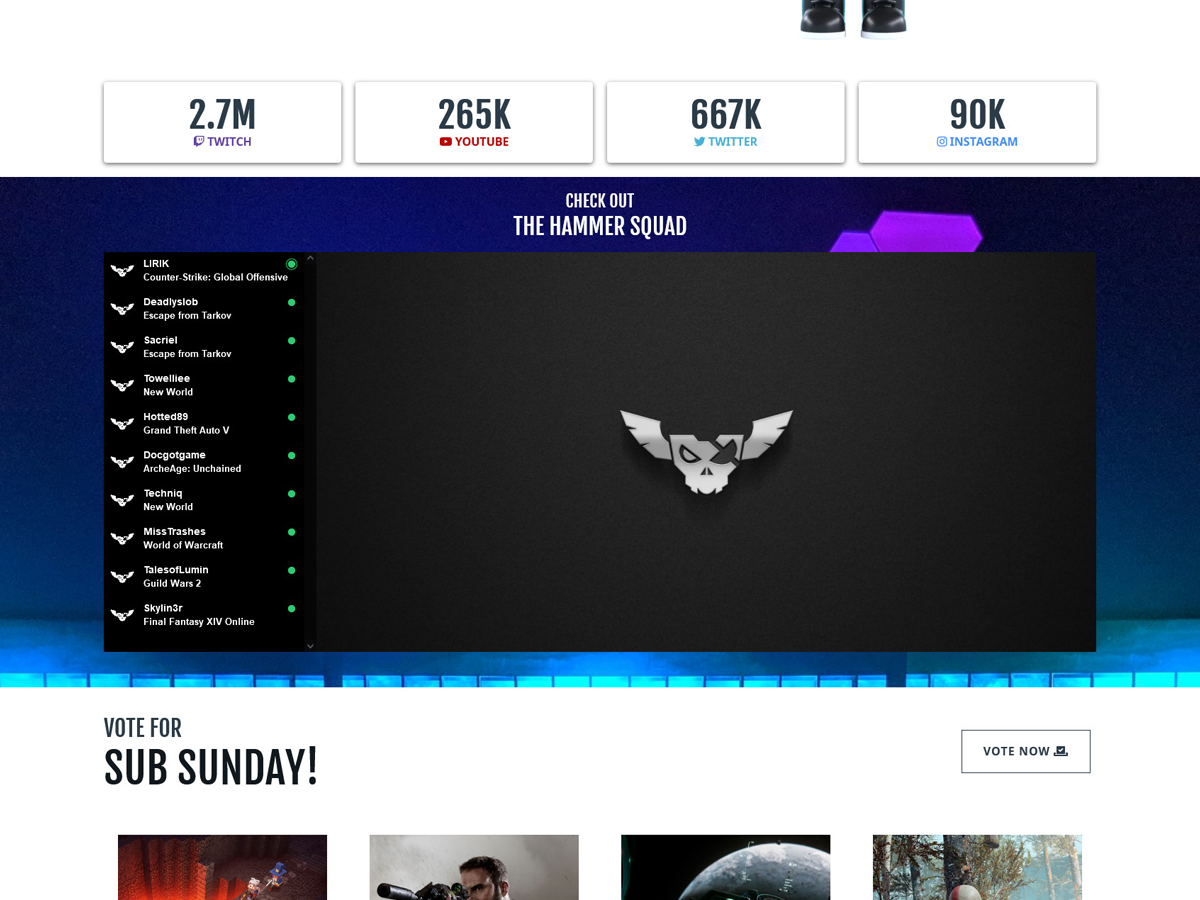 2.7M
TWITCH
265K
YOUTUBE
667K
TWITTER
90K
INSTAGRAM
CHECK OUT
THE HAMMER SQUAD
LIRIK
Counter-Strike: Global Offensive
Deadlyslob
Escape from Tarkov
Sacriel
Escape from Tarkov
Towelliee
New World
Hotted89
Grand Theft Auto V
Docgotgame
ArcheAge: Unchained
Techniq
New World
MissTrashes
World of Warcraft
TalesofLumin
Guild Wars 2
Skylin3r
Final Fantasy XIV Online
VOTE FOR
SUB SUNDAY!
VOTE NOW